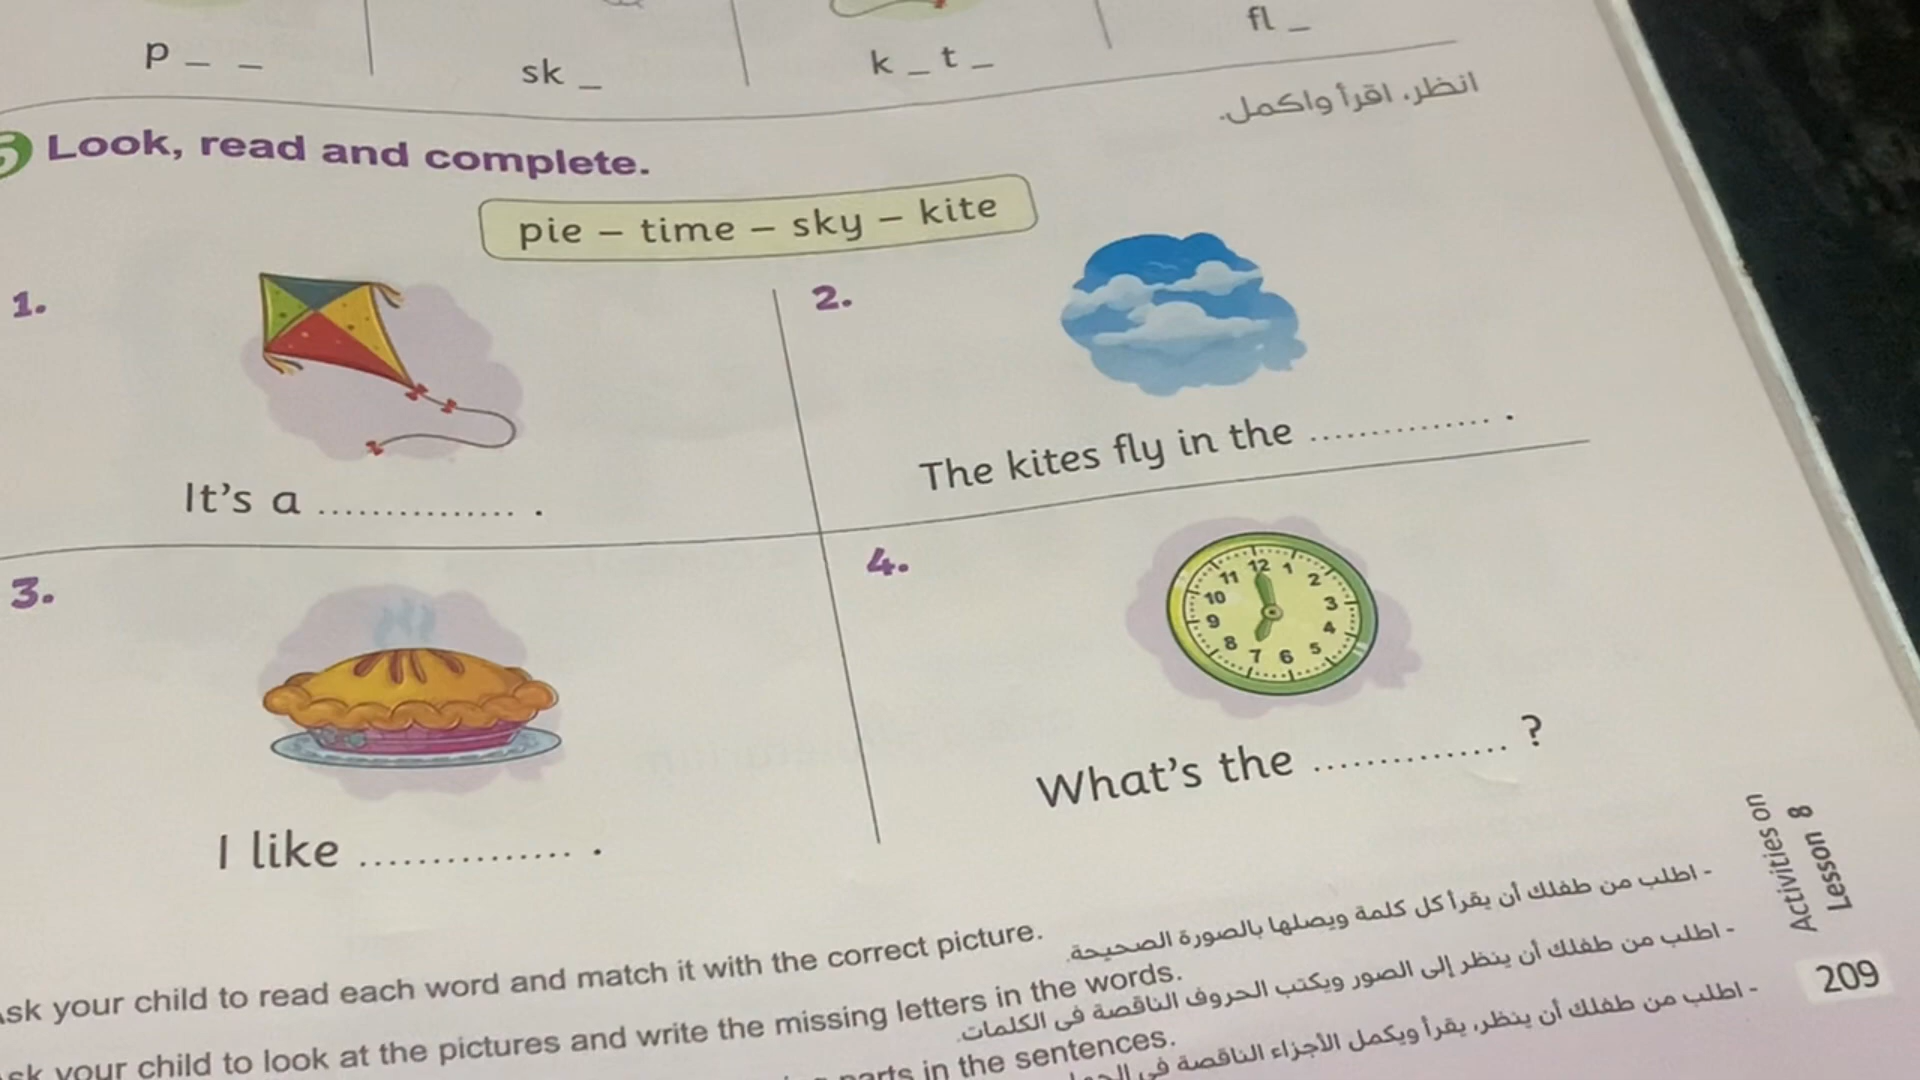 p _ _
sk _
k _ t _
fl _
انظر، اقرأ واكمل.
Look, read and complete.
pie – time – sky – kite
1.
2.
It's a ............... .
The kites fly in the ............... .
3.
4.
12 1 2 3 4 5 6 7 8 9 10 11
I like ............... .
What's the ............... ?
Activities on
Lesson 8
sk your child to read each word and match it with the correct picture.
- اطلب من طفلك أن يقرأ كل كلمة ويصلها بالصورة الصحيحة.
sk your child to look at the pictures and write the missing letters in the words.
- اطلب من طفلك أن ينظر إلى الصور ويكتب الحروف الناقصة فى الكلمات.
parts in the sentences.
- اطلب من طفلك أن ينظر، يقرأ ويكمل الأجزاء الناقصة فى
209